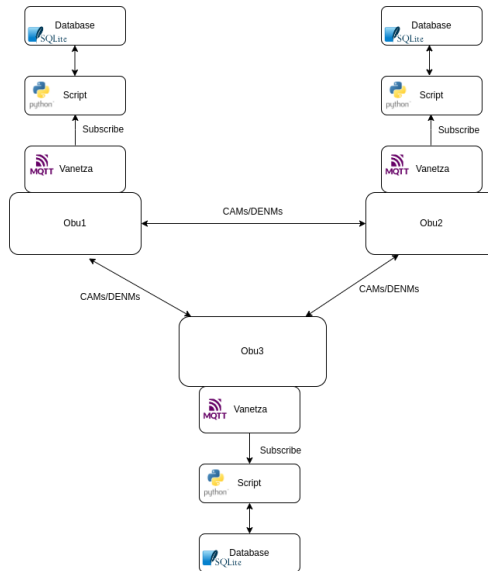 Database
SQLite
Database
SQLite
python
Script
python
Script
Subscribe
Subscribe
MQTT
Vanetza
MQTT
Vanetza
Obu1
CAMs/DENMs
Obu2
CAMs/DENMs
CAMs/DENMs
Obu3
MQTT
Vanetza
Subscribe
python
Script
Database
SQLite